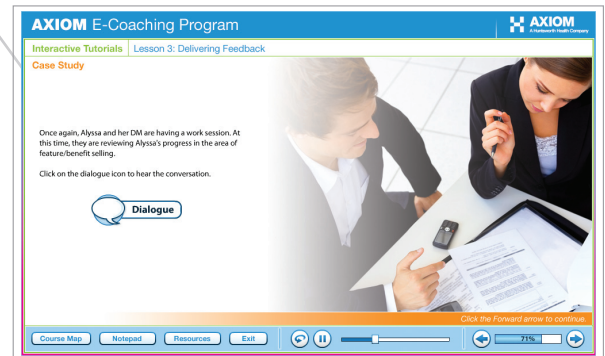 AXIOM E-Coaching Program
AXIOM
A Huntsworth Health Company
Interactive Tutorials Lesson 3: Delivering Feedback
Case Study
Once again, Alyssa and her DM are having a work session. At
this time, they are reviewing Alyssa's progress in the area of
feature/benefit selling.
Click on the dialogue icon to hear the conversation.
Dialogue
Click the Forward arrow to continue.
Course Map Notepad Resources Exit 71%